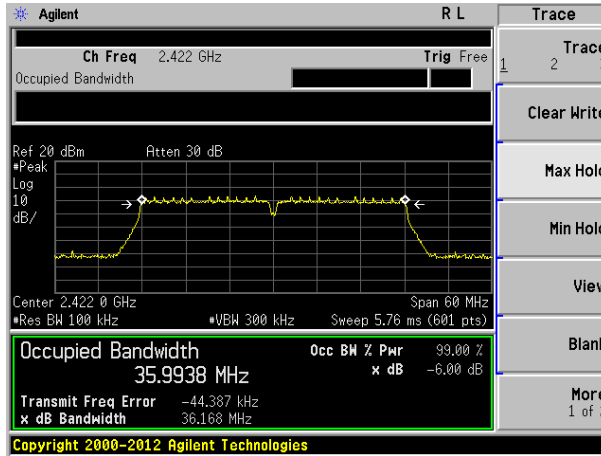 Agilent R L Trace
Ch Freq 2.422 GHz Trig Free
Occupied Bandwidth
Trace
1 2
Clear Write
Max Hold
Min Hold
View
Blank
More
1 of
Ref 20 dBm Atten 30 dB
#Peak
Log
10
dB/
Center 2.422 0 GHz Span 60 MHz
#Res BW 100 kHz #VBW 300 kHz Sweep 5.76 ms (601 pts)
Occupied Bandwidth Occ BW % Pwr 99.00 %
35.9938 MHz x dB -6.00 dB
Transmit Freq Error -44.387 kHz
x dB Bandwidth 36.168 MHz
Copyright 2000-2012 Agilent Technologies